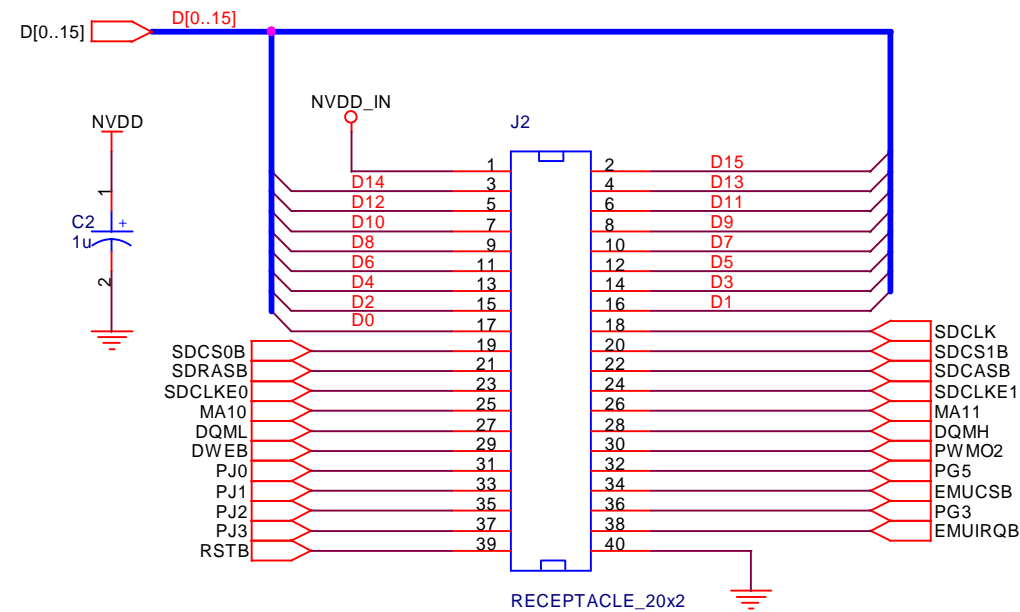 D[0..15] D[0..15]
NVDD_IN
J2
NVDD
1
C2 +
1u
2
1 2 D15
D14 3 4 D13
D12 5 6 D11
D10 7 8 D9
D8 9 10 D7
D6 11 12 D5
D4 13 14 D3
D2 15 16 D1
D0 17 18 SDCLK
SDCS0B 19 20 SDCS1B
SDRASB 21 22 SDCASB
SDCLKE0 23 24 SDCLKE1
MA10 25 26 MA11
DQML 27 28 DQMH
DWEB 29 30 PWMO2
PJ0 31 32 PG5
PJ1 33 34 EMUCSB
PJ2 35 36 PG3
PJ3 37 38 EMUIRQB
RSTB 39 40
RECEPTACLE_20x2